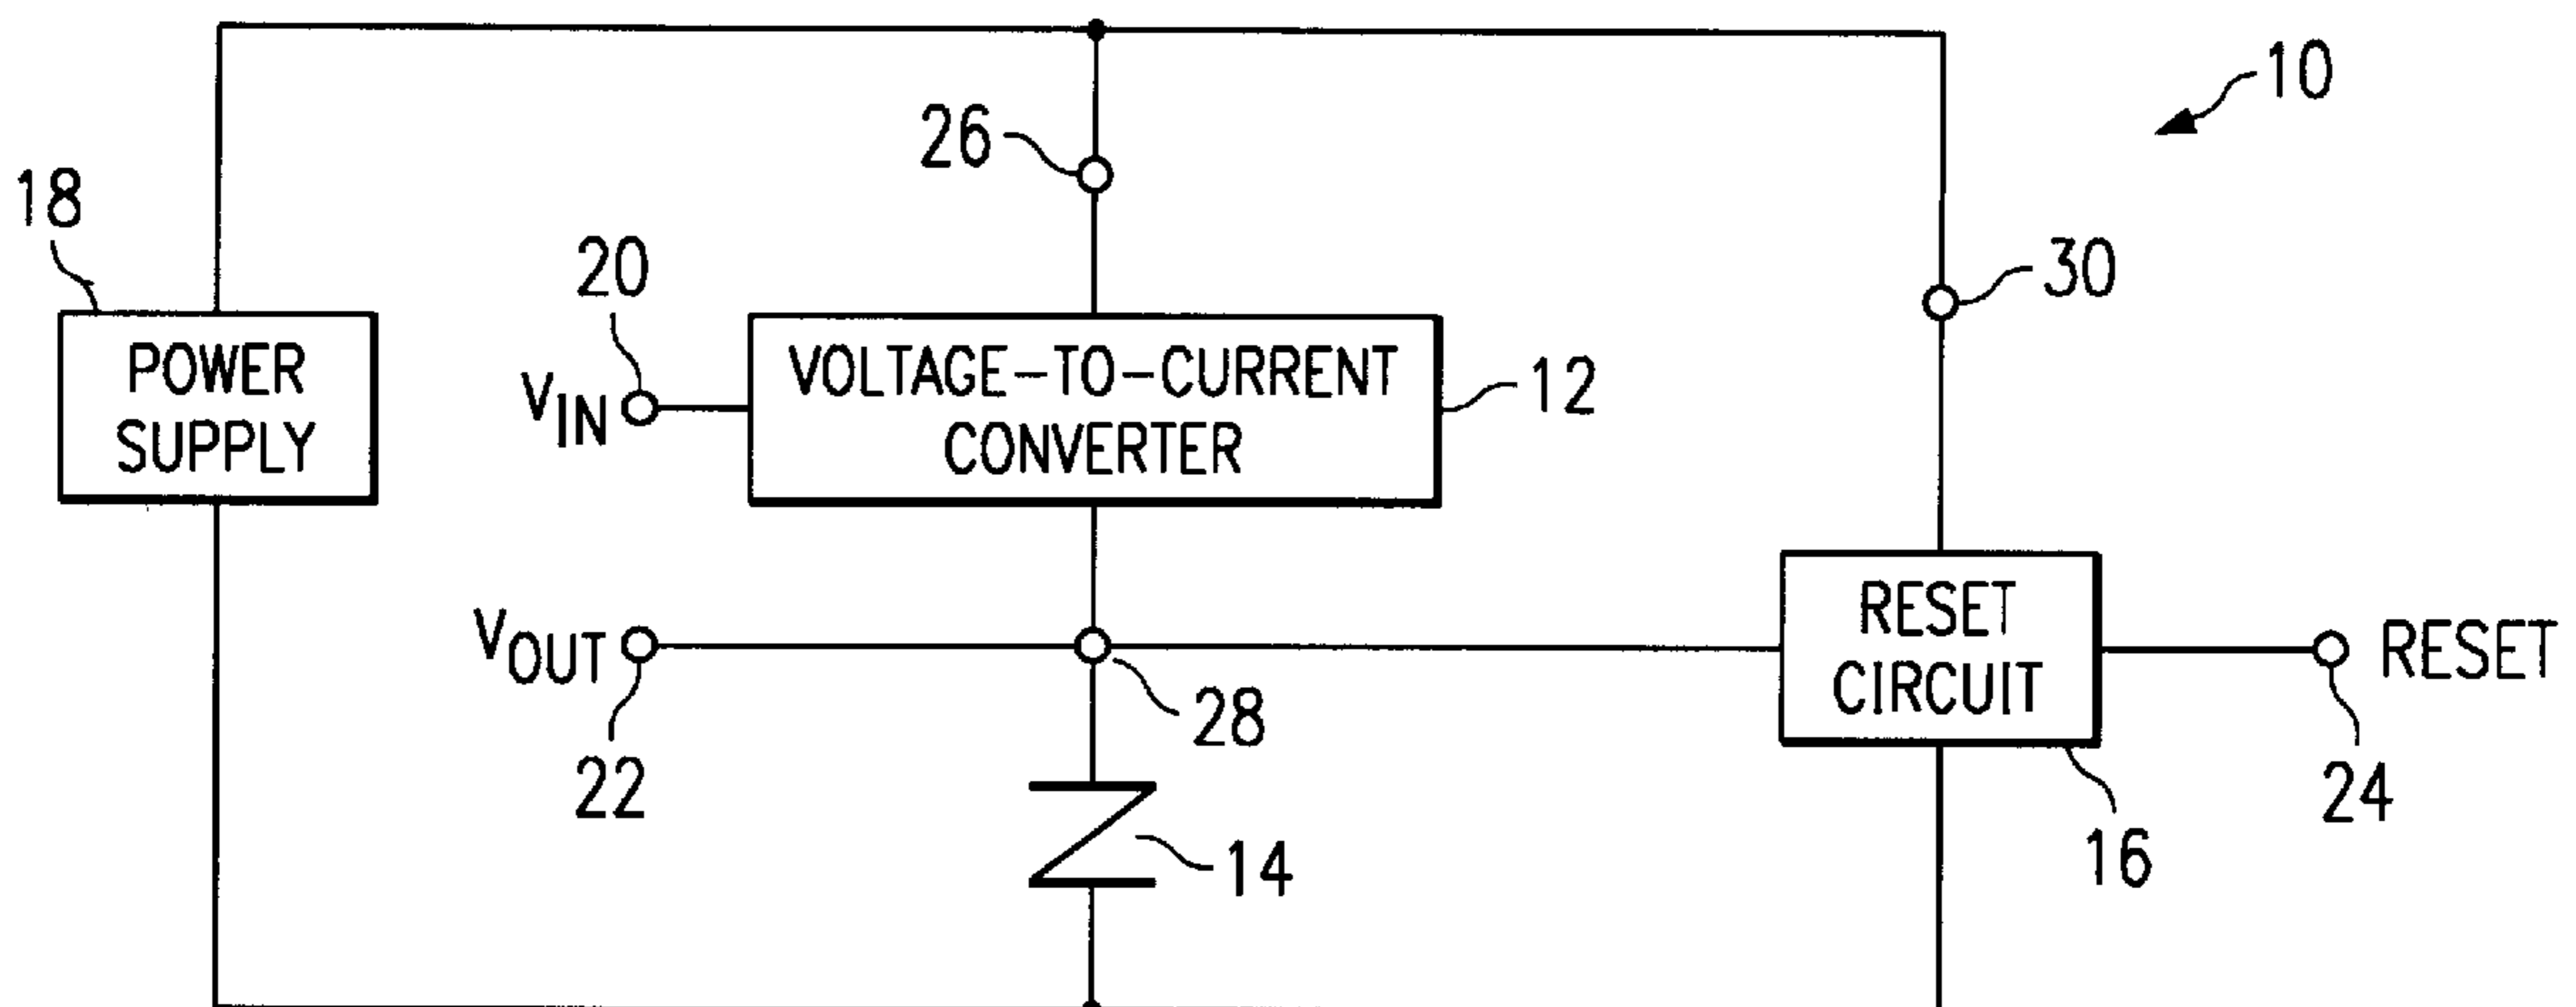 10
26
18
20
30
POWER
SUPPLY
VIN
VOLTAGE-TO-CURRENT
CONVERTER
12
VOUT
22
28
RESET
CIRCUIT
RESET
24
14
16